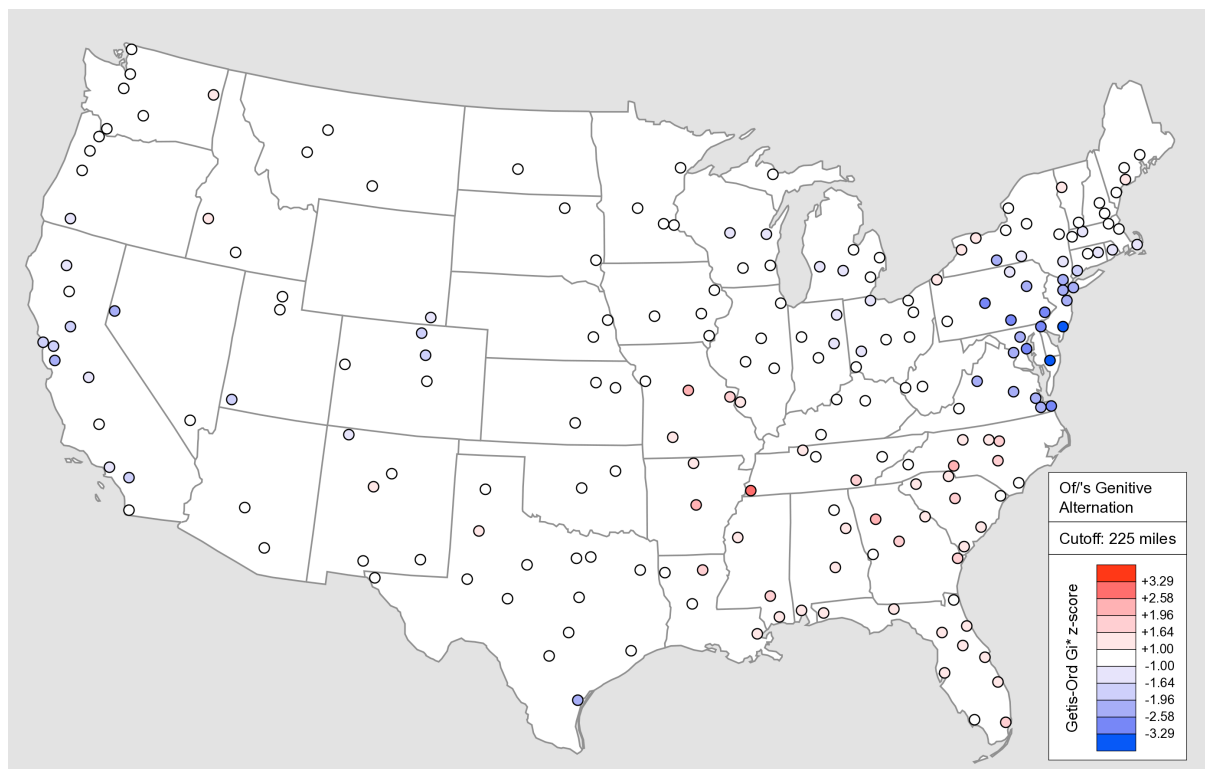 Of/'s Genitive
Alternation
Cutoff: 225 miles
Getis-Ord Gi* z-score
+3.29
+2.58
+1.96
+1.64
+1.00
-1.00
-1.64
-1.96
-2.58
-3.29